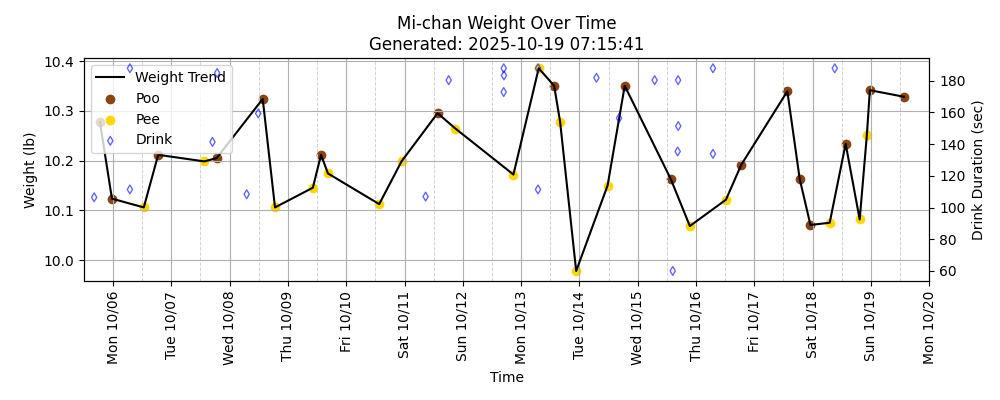 Mi-chan Weight Over Time
Generated: 2025-10-19 07:15:41
Weight (lb)
10.4
10.3
10.2
10.1
10.0
Weight Trend
Poo
Pee
Drink
180
160
140
120
100
80
60
Drink Duration (sec)
Mon 10/06
Tue 10/07
Wed 10/08
Thu 10/09
Fri 10/10
Sat 10/11
Sun 10/12
Mon 10/13
Tue 10/14
Wed 10/15
Thu 10/16
Fri 10/17
Sat 10/18
Sun 10/19
Mon 10/20
Time